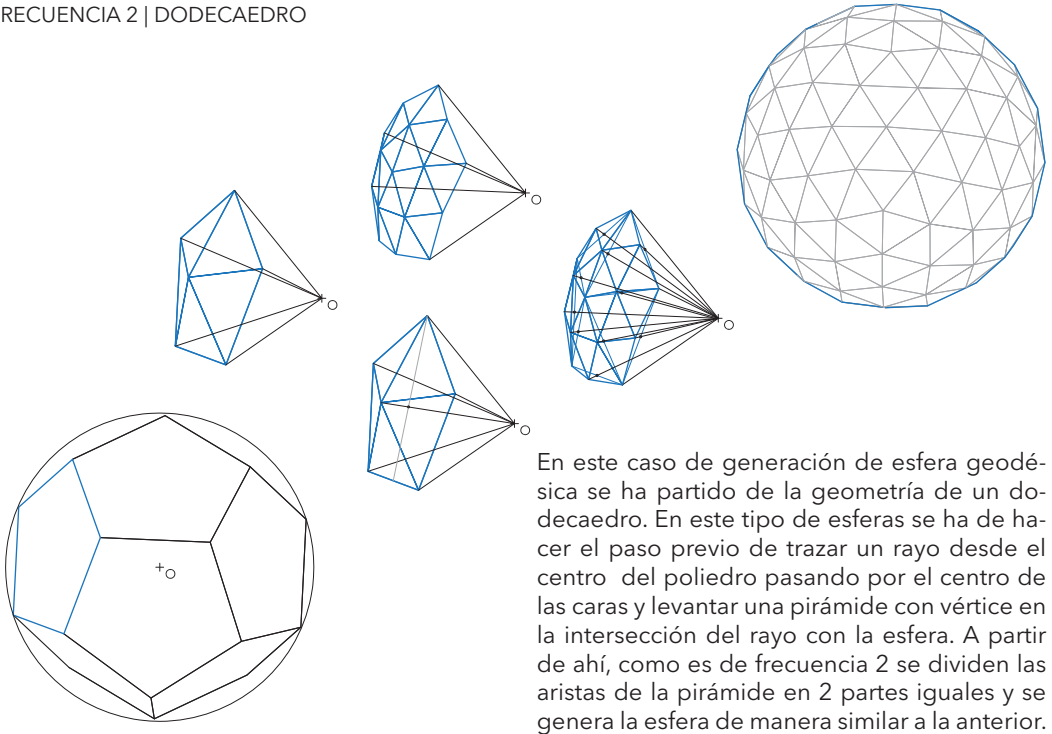 RECUENCIA 2 | DODECAEDRO
O
O
O
O
O
O
En este caso de generación de esfera geodé-
sica se ha partido de la geometría de un do-
decaedro. En este tipo de esferas se ha de ha-
cer el paso previo de trazar un rayo desde el
centro del poliedro pasando por el centro de
las caras y levantar una pirámide con vértice en
la intersección del rayo con la esfera. A partir
de ahí, como es de frecuencia 2 se dividen las
aristas de la pirámide en 2 partes iguales y se
genera la esfera de manera similar a la anterior.